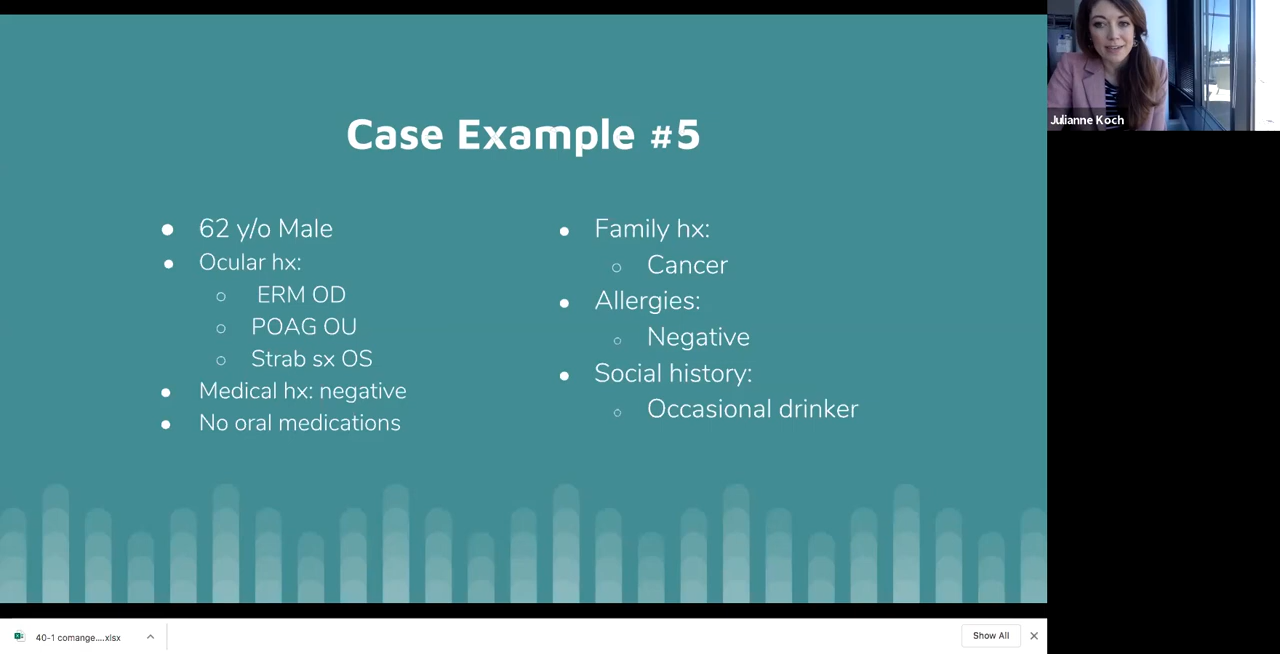 Case Example #5
62 y/o Male
Ocular hx:
ERM OD
POAG OU
Strab sx OS
Medical hx: negative
No oral medications
Family hx:
Cancer
Allergies:
Negative
Social history:
Occasional drinker
Julianne Koch
40-1 comange....xlsx
Show All